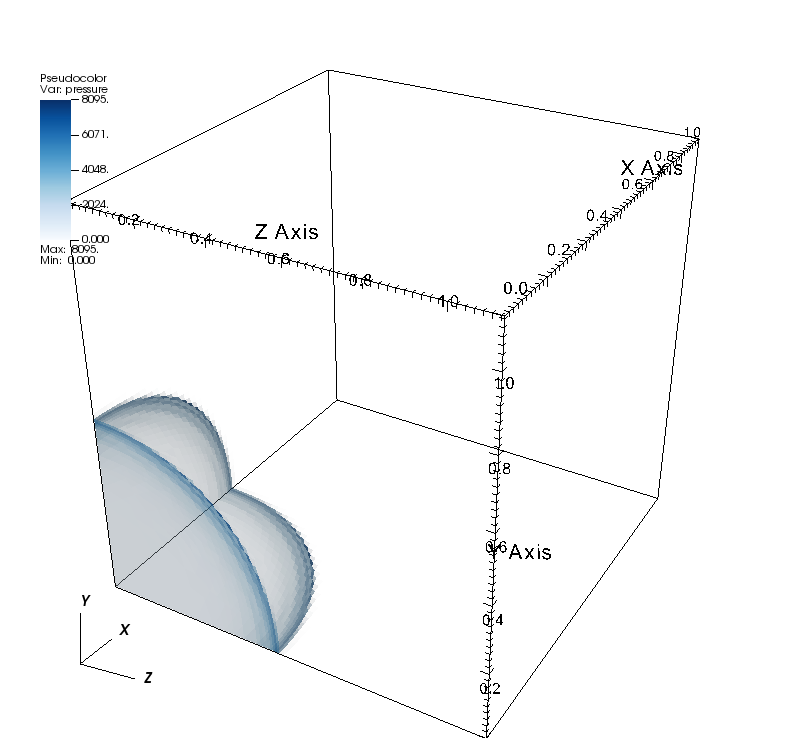 Pseudocolor
Var: pressure
8095.
6071.
4048.
2024.
0.000
Max: 8095.
Min: 0.000
1.0
0.8
X Axis
0.6
0.4
0.2
0.0
0.2
0.4
Z Axis
0.6
0.8
1.0
1.0
0.8
0.6
Y Axis
0.4
0.2
Y
X
Z